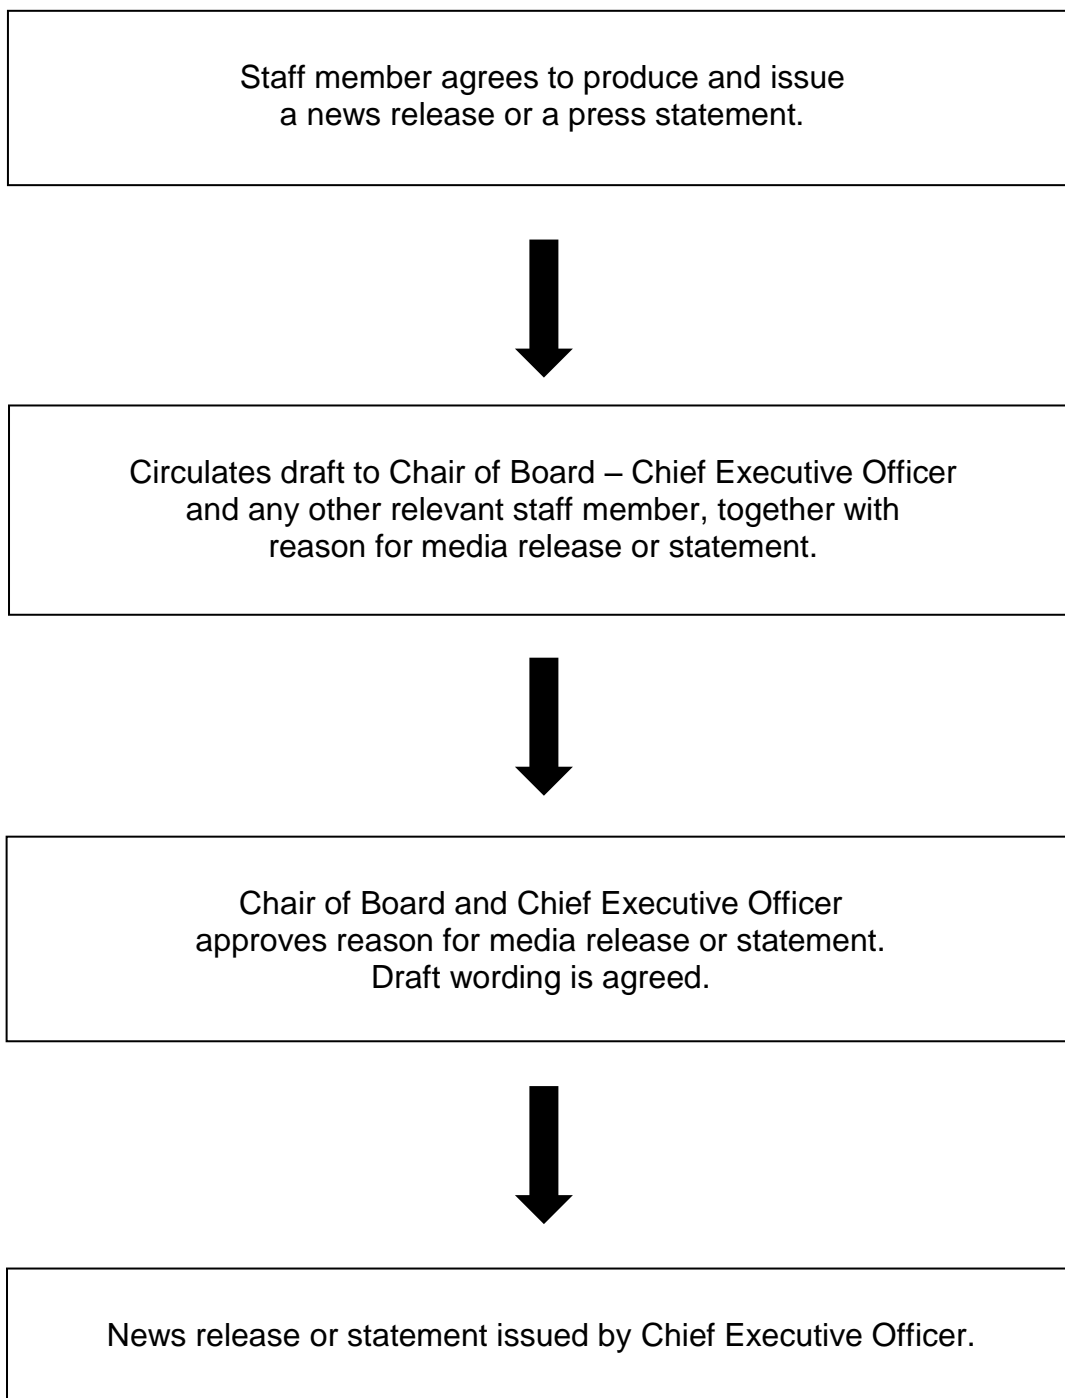 Staff member agrees to produce and issue
a news release or a press statement.
Circulates draft to Chair of Board – Chief Executive Officer
and any other relevant staff member, together with
reason for media release or statement.
Chair of Board and Chief Executive Officer
approves reason for media release or statement.
Draft wording is agreed.
News release or statement issued by Chief Executive Officer.